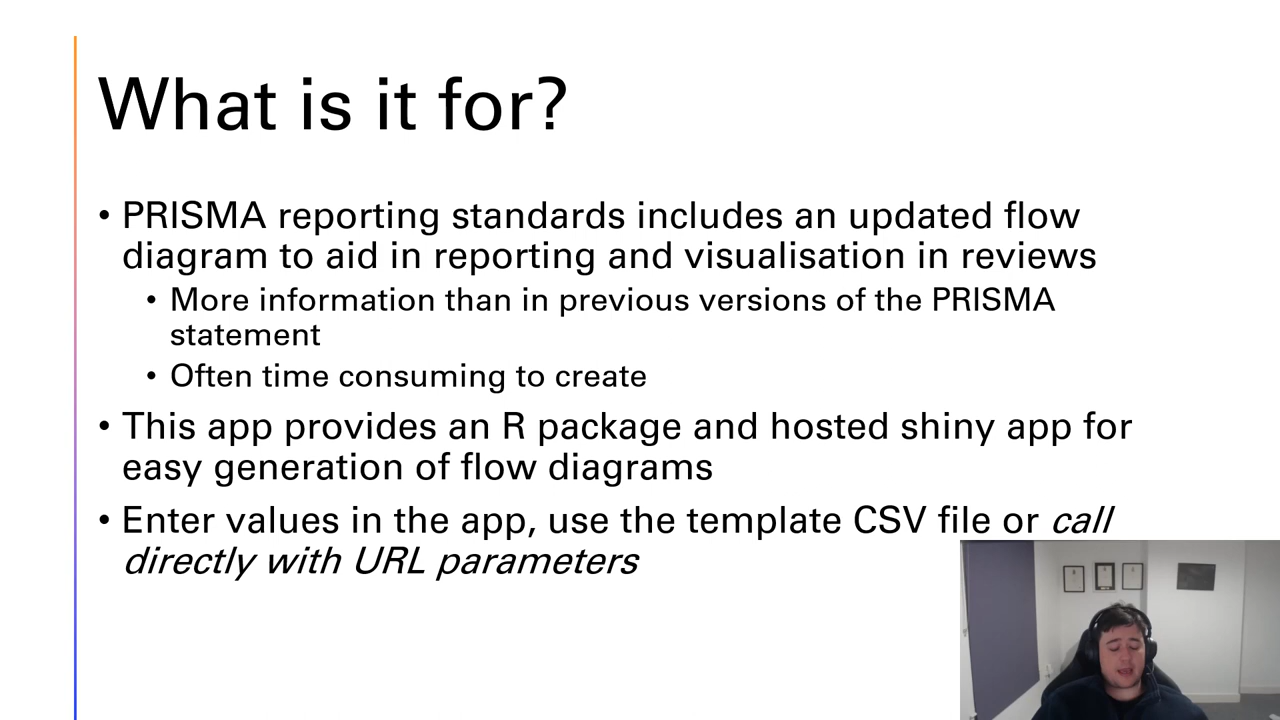 What is it for?
• PRISMA reporting standards includes an updated flow
diagram to aid in reporting and visualisation in reviews
• More information than in previous versions of the PRISMA
statement
• Often time consuming to create
• This app provides an R package and hosted shiny app for
easy generation of flow diagrams
• Enter values in the app, use the template CSV file or call
directly with URL parameters